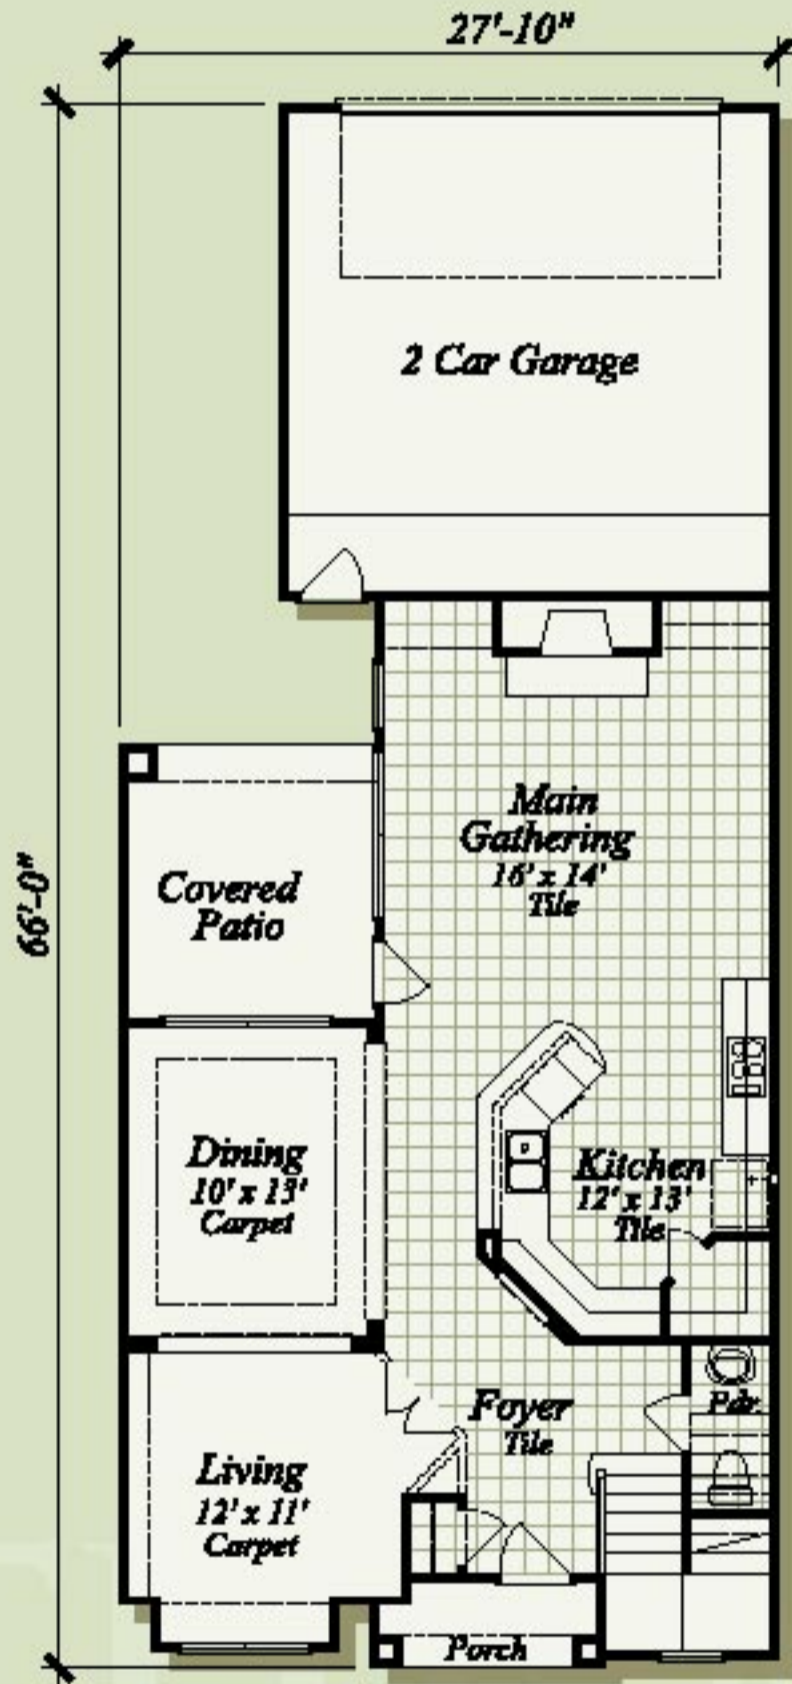 27'-10"
2 Car Garage
Main
Gathering
16' x 14'
Tile
66'-0"
Covered
Patio
Dining
10' x 13'
Carpet
Kitchen
12' x 13'
Tile
Foyer
Tile
Pdr.
Living
12' x 11'
Carpet
Porch